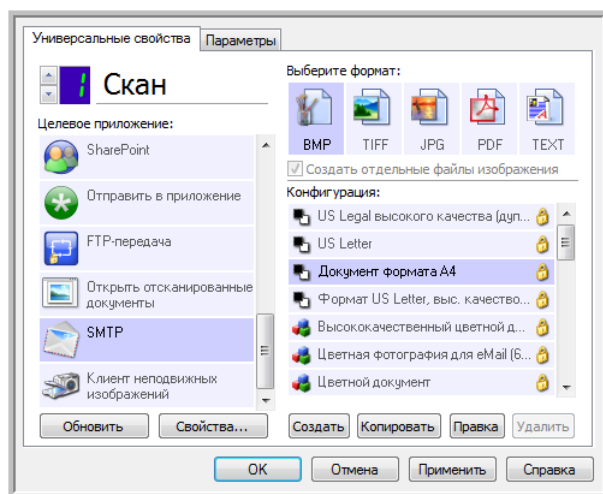 Универсальные свойства
Параметры
1
Скан
Целевое приложение:
SharePoint
Отправить в приложение
FTP-передача
Открыть отсканированные
документы
SMTP
Клиент неподвижных
изображений
Обновить
Свойства...
Выберите формат:
BMP
TIFF
JPG
PDF
TEXT
Создать отдельные файлы изображения
Конфигурация:
US Legal высокого качества (дуп...
US Letter
Документ формата A4
Формат US Letter, выс. качество...
Высококачественный цветной д...
Цветная фотография для eMail (6...
Цветной документ
Создать
Копировать
Правка
Удалить
OK
Отмена
Применить
Справка